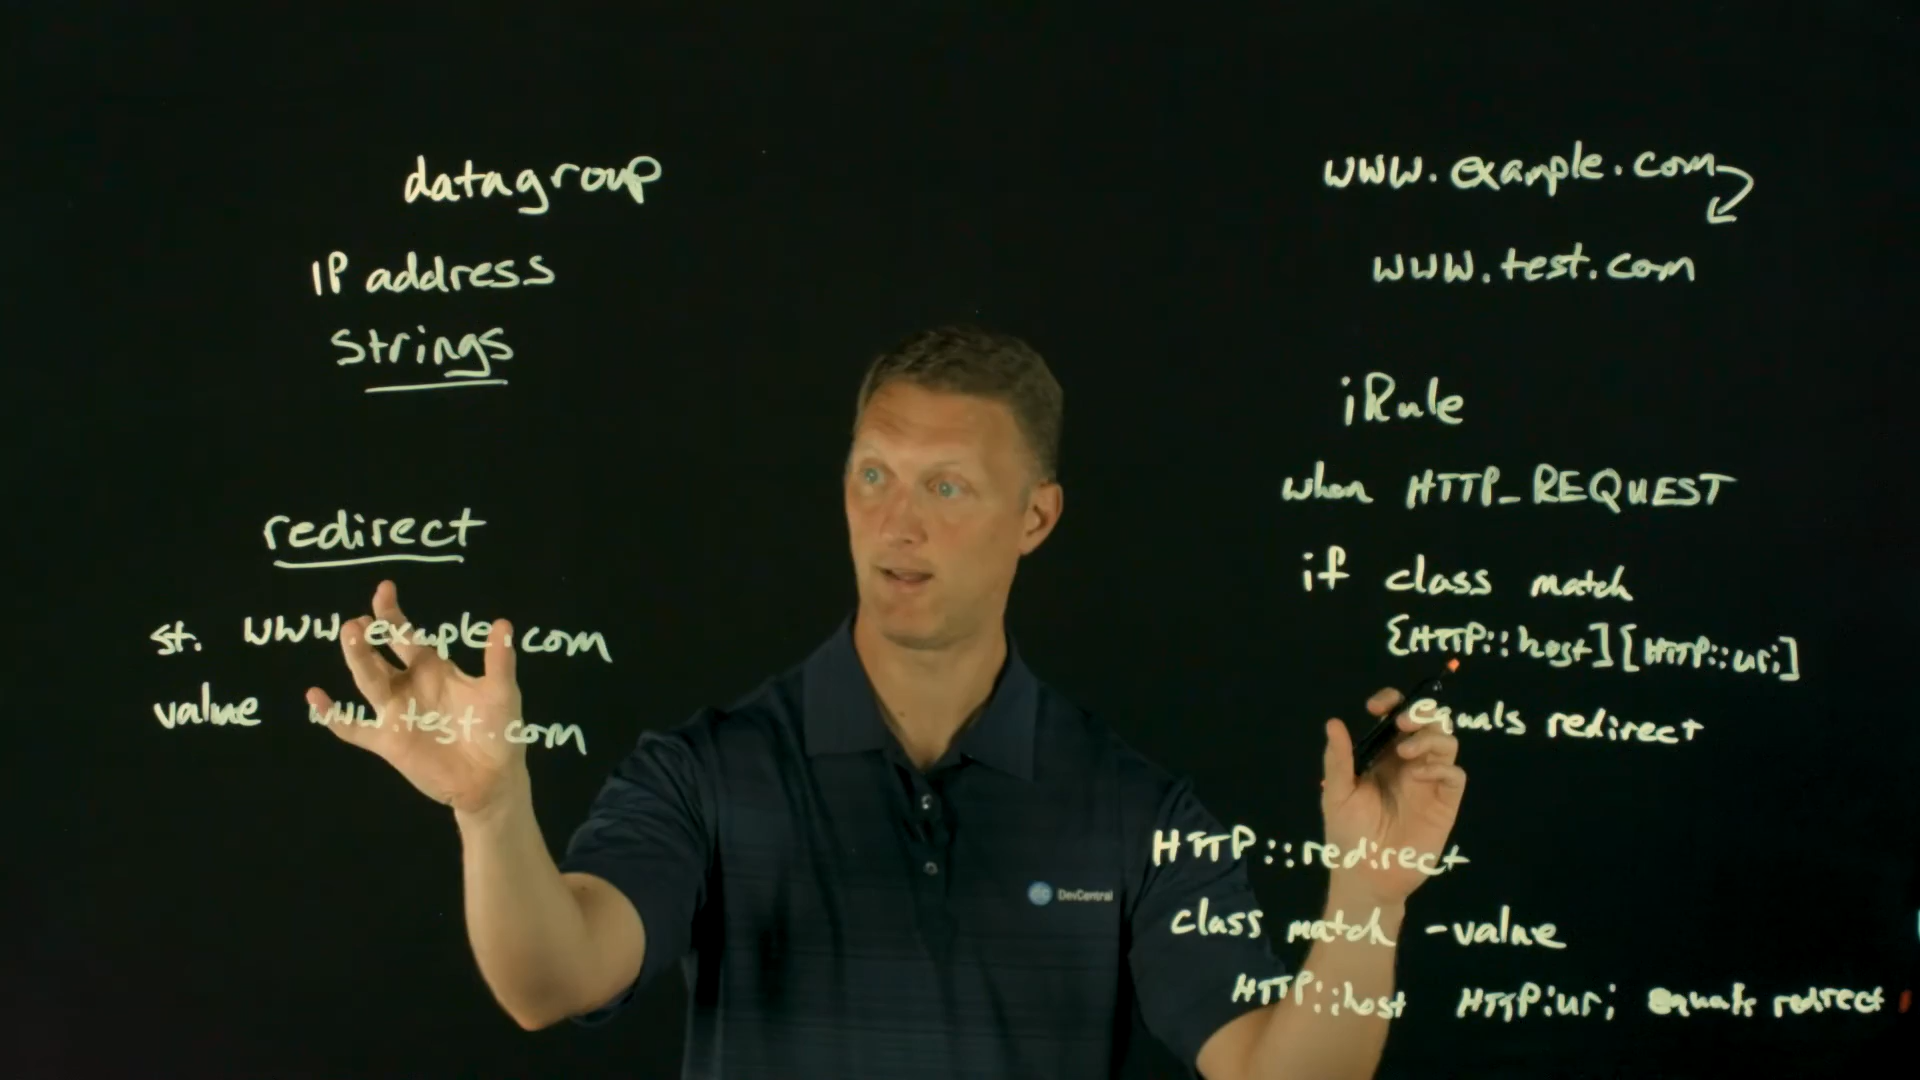 datagroup
IP address
strings
redirect
st. www.exaple.com
value www.test.com
www.example.com
www.test.com
iRule
when HTTP_REQUEST
if class match
{HTTP::host][HTTP::uri]
equals redirect
HTTP::redirect
class match -value
HTTP::host HTTP:uri equals redirect
DevCentral